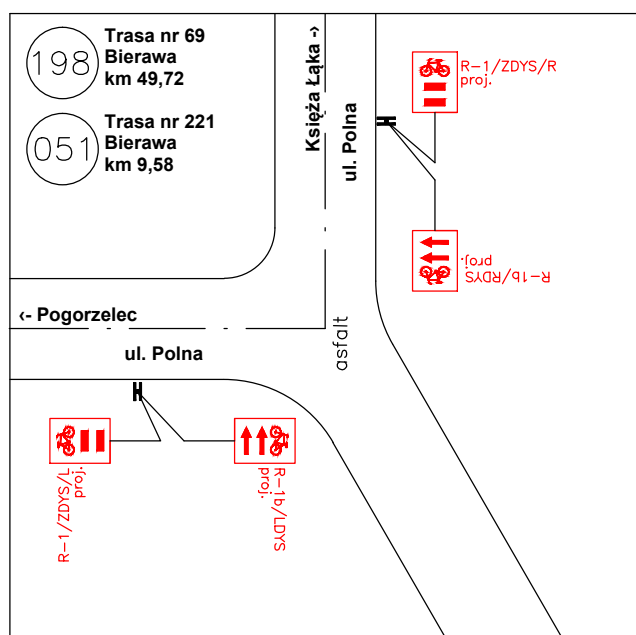 198
Trasa nr 69
Bierawa
km 49,72
051
Trasa nr 221
Bierawa
km 9,58
Księża Łąka ->
ul. Polna
R-1/ZDYS/R
proj.
R-1b/RDYS
proj.
<- Pogorzelec
ul. Polna
asfalt
R-1/ZDYS/L
proj.
R-1b/LDYS
proj.